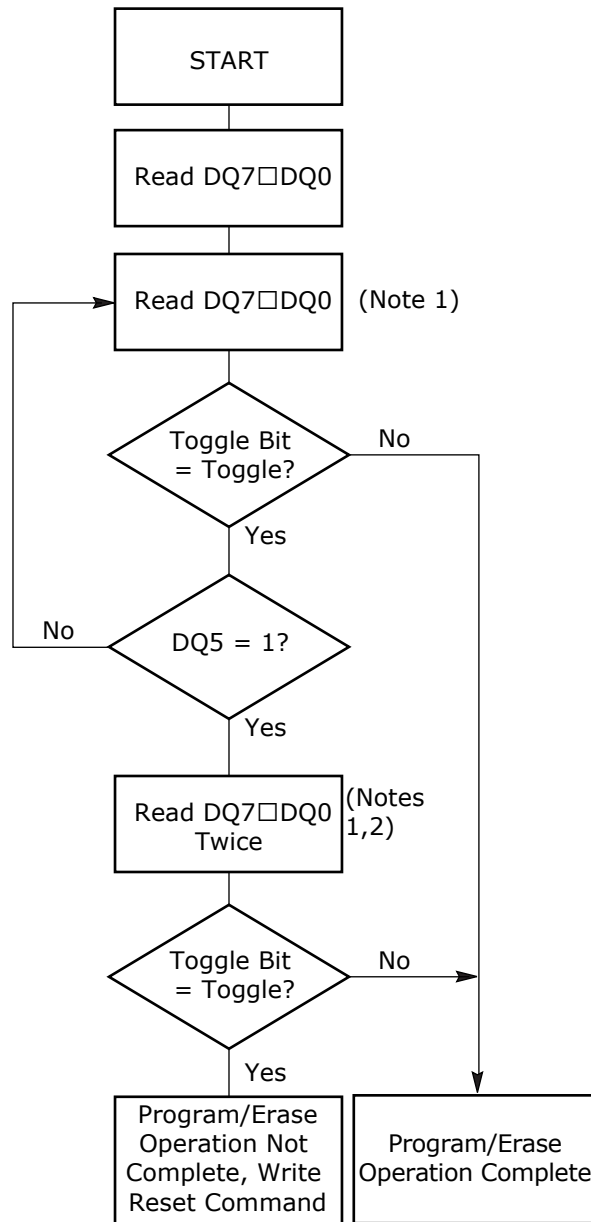 START
Read DQ7□DQ0
Read DQ7□DQ0 (Note 1)
Toggle Bit
= Toggle?
No
Yes
No
DQ5 = 1?
Yes
Read DQ7□DQ0
Twice
(Notes
1,2)
Toggle Bit
= Toggle?
No
Yes
Program/Erase
Operation Not
Complete, Write
Reset Command
Program/Erase
Operation Complete